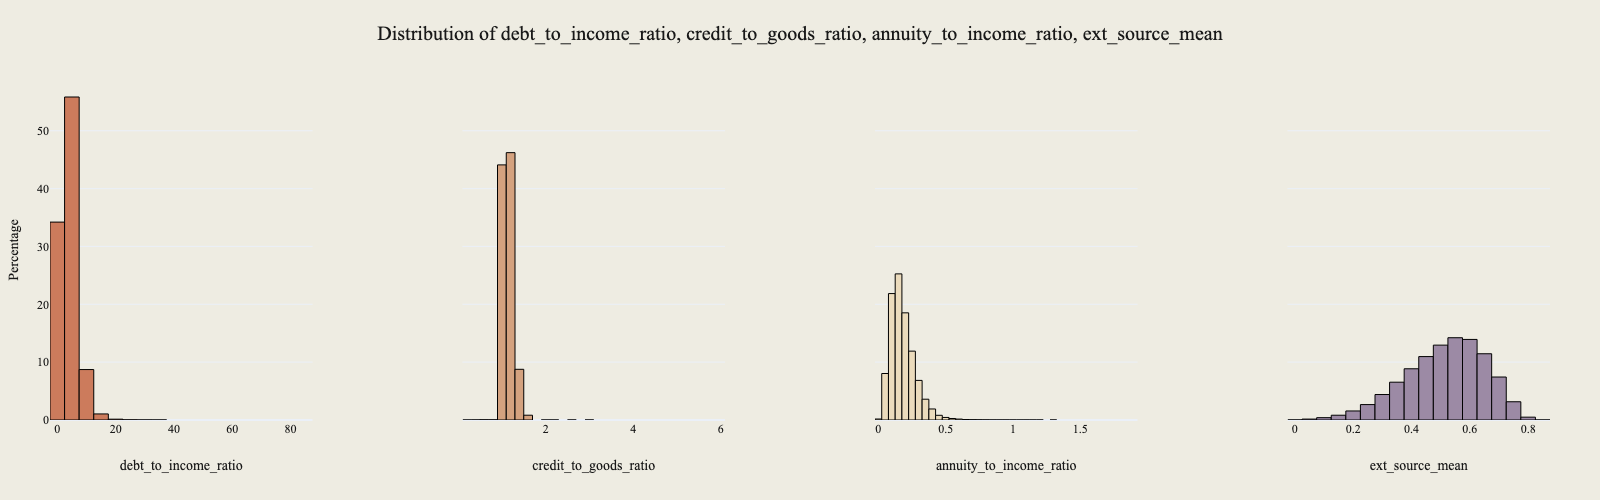 Distribution of debt_to_income_ratio, credit_to_goods_ratio, annuity_to_income_ratio, ext_source_mean
Percentage
50
40
30
20
10
0
0 20 40 60 80
debt_to_income_ratio
2 4 6
credit_to_goods_ratio
0 0.5 1 1.5
annuity_to_income_ratio
0 0.2 0.4 0.6 0.8
ext_source_mean